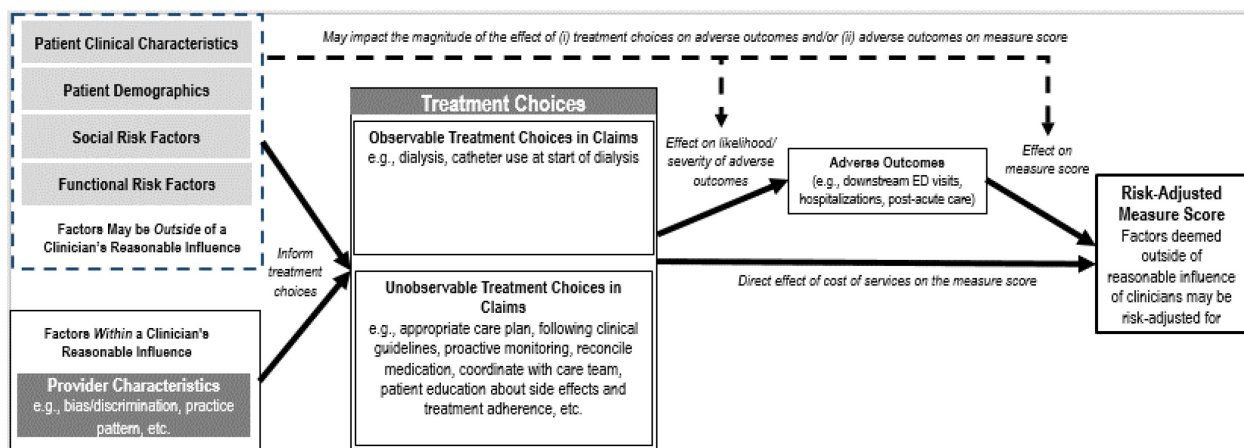 Patient Clinical Characteristics
Patient Demographics
Social Risk Factors
Functional Risk Factors
Factors May be Outside of a
Clinician's Reasonable Influence
Factors Within a Clinician's
Reasonable Influence
Provider Characteristics
e.g., bias/discrimination, practice
pattern, etc.
Inform
treatment
choices
May impact the magnitude of the effect of (i) treatment choices on adverse outcomes and/or (ii) adverse outcomes on measure score
Treatment Choices
Observable Treatment Choices in Claims
e.g., dialysis, catheter use at start of dialysis
Unobservable Treatment Choices in
Claims
e.g., appropriate care plan, following clinical
guidelines, proactive monitoring, reconcile
medication, coordinate with care team,
patient education about side effects and
treatment adherence, etc.
Effect on likelihood/
severity of adverse
outcomes
Adverse Outcomes
(e.g., downstream ED visits,
hospitalizations, post-acute care)
Effect on
measure score
Direct effect of cost of services on the measure score
Risk-Adjusted
Measure Score
Factors deemed
outside of
reasonable influence
of clinicians may be
risk-adjusted for